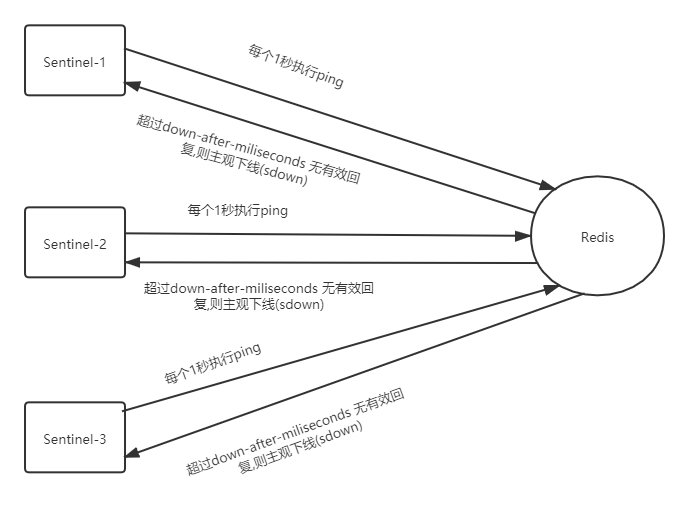 Sentinel-1
每个1秒执行ping
超过down-after-miliseconds 无有效回
复,则主观下线(sdown)
每个1秒执行ping
Sentinel-2
Redis
超过down-after-miliseconds 无有效回
复,则主观下线(sdown)
每个1秒执行ping
Sentinel-3
超过down-after-miliseconds 无有效回
复,则主观下线(sdown)